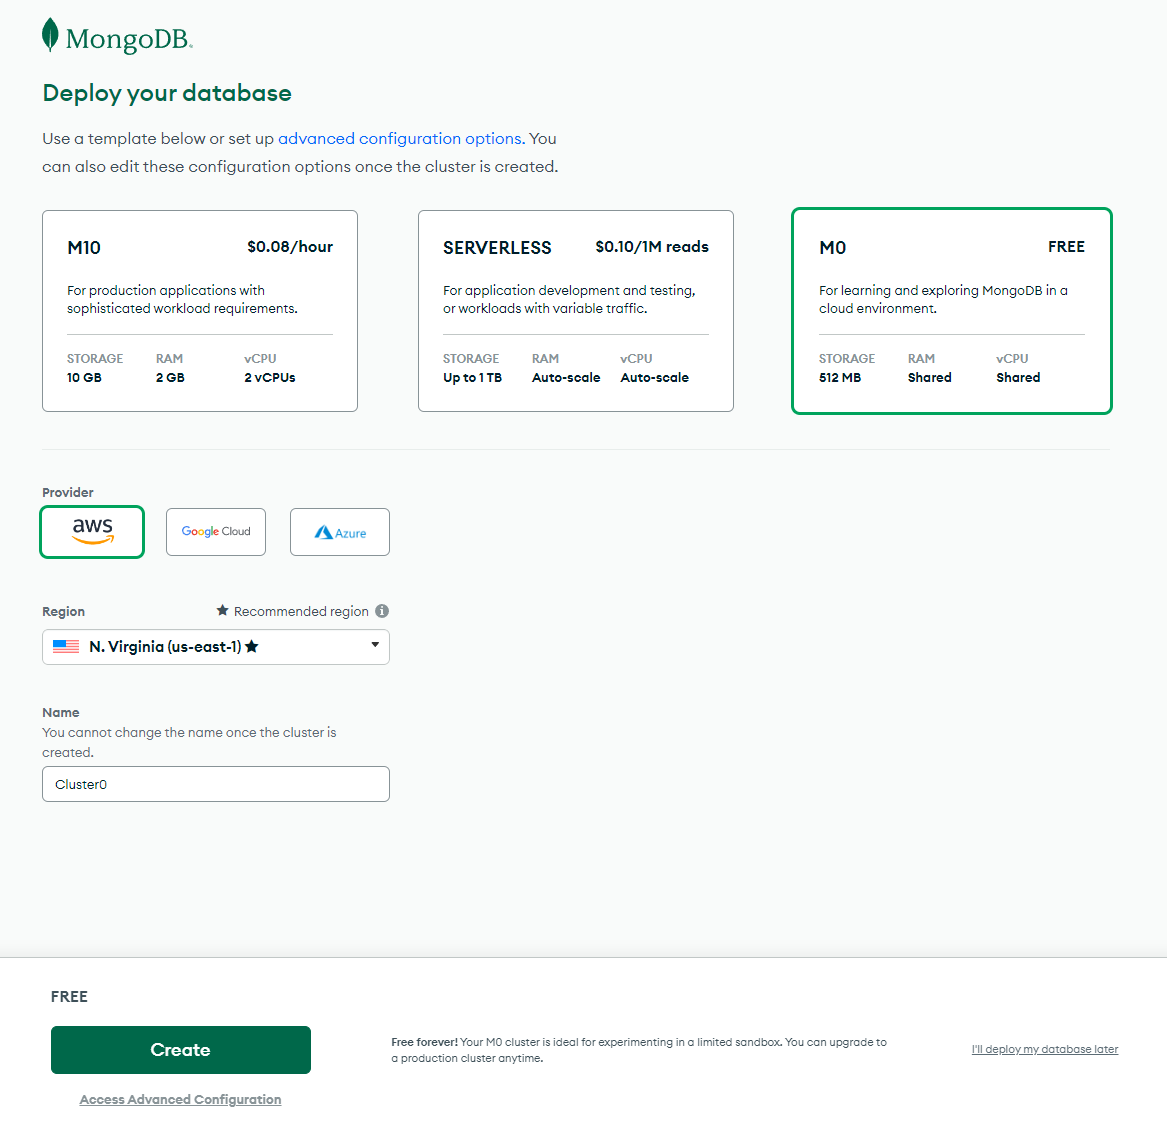 MongoDB.
Deploy your database
Use a template below or set up advanced configuration options. You
can also edit these configuration options once the cluster is created.
M10 $0.08/hour
For production applications with
sophisticated workload requirements.
STORAGE RAM vCPU
10 GB 2 GB 2 vCPUs
SERVERLESS $0.10/1M reads
For application development and testing,
or workloads with variable traffic.
STORAGE RAM vCPU
Up to 1 TB Auto-scale Auto-scale
M0 FREE
For learning and exploring MongoDB in a
cloud environment.
STORAGE RAM vCPU
512 MB Shared Shared
Provider
aws Google Cloud Azure
Region ★ Recommended region i
N. Virginia (us-east-1) ★
Name
You cannot change the name once the cluster is
created.
Cluster0
FREE
Create
Access Advanced Configuration
Free forever! Your M0 cluster is ideal for experimenting in a limited sandbox. You can upgrade to
a production cluster anytime.
I'll deploy my database later